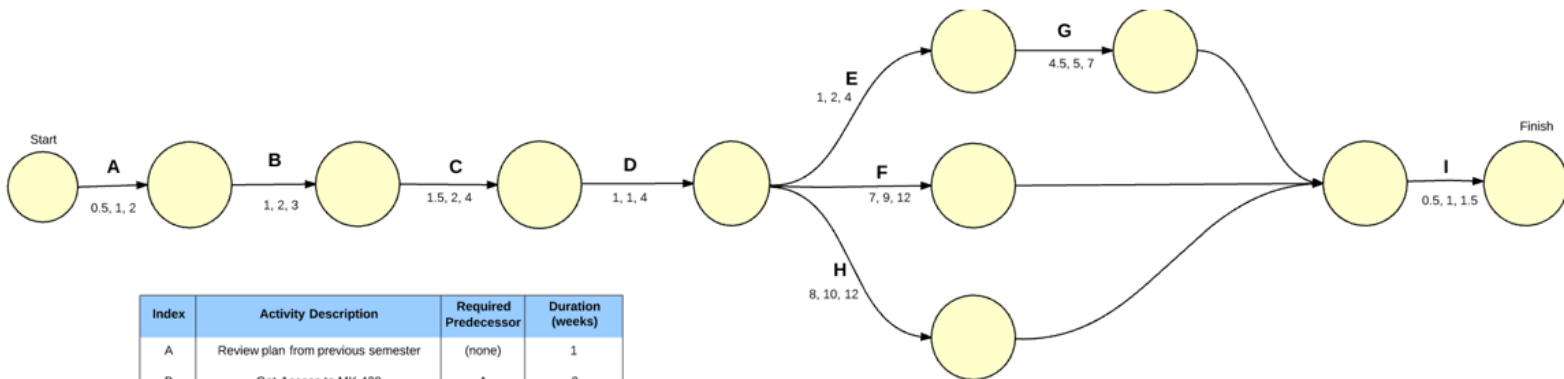 Start
A
0.5, 1, 2
B
1, 2, 3
C
1.5, 2, 4
D
1, 1, 4
E
1, 2, 4
G
4.5, 5, 7
F
7, 9, 12
H
8, 10, 12
I
0.5, 1, 1.5
Finish
Index Activity Description Required Predecessor Duration (weeks)
A Review plan from previous semester (none) 1